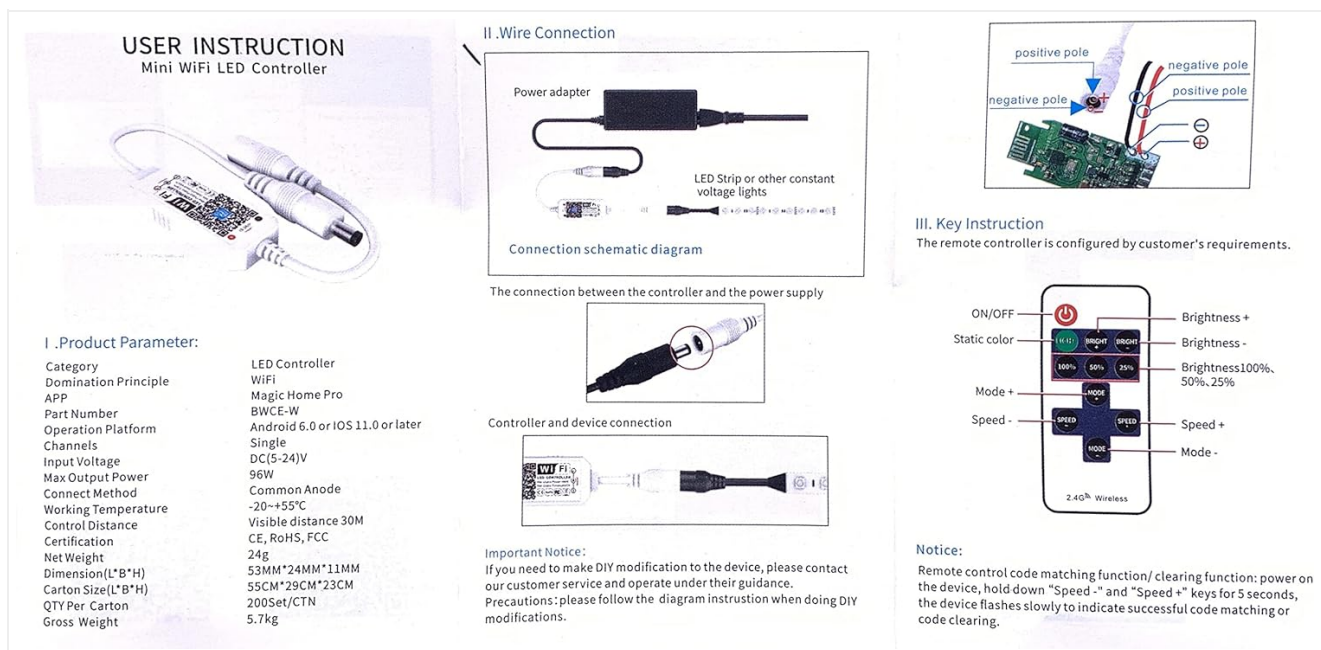 USER INSTRUCTION
Mini WiFi LED Controller
WIFI
I .Product Parameter:
Category LED Controller
Domination Principle WiFi
APP Magic Home Pro
Part Number BWCE-W
Operation Platform Android 6.0 or IOS 11.0 or later
Channels Single
Input Voltage DC(5-24)V
Max Output Power 96W
Connect Method Common Anode
Working Temperature -20~+55℃
Control Distance Visible distance 30M
Certification CE, RoHS, FCC
Net Weight 24g
Dimension(L*B*H) 53MM*24MM*11MM
Carton Size(L*B*H) 55CM*29CM*23CM
QTY Per Carton 200Set/CTN
Gross Weight 5.7kg
II .Wire Connection
Power adapter
LED Strip or other constant
voltage lights
Connection schematic diagram
The connection between the controller and the power supply
Controller and device connection
WIFI
LED CONTROLLER
Important Notice:
If you need to make DIY modification to the device, please contact
our customer service and operate under their guidance.
Precautions:please follow the diagram instrustion when doing DIY
modifications.
positive pole
negative pole
negative pole
positive pole
III. Key Instruction
The remote controller is configured by customer's requirements.
ON/OFF
Static color
Mode +
Speed -
BRIGHT +
BRIGHT -
100% 50% 25%
MODE +
SPEED -
SPEED +
MODE -
2.4G Wireless
Brightness +
Brightness -
Brightness100%、
50%、25%
Speed +
Mode -
Notice:
Remote control code matching function/ clearing function: power on
the device, hold down "Speed -" and "Speed +" keys for 5 seconds,
the device flashes slowly to indicate successful code matching or
code clearing.